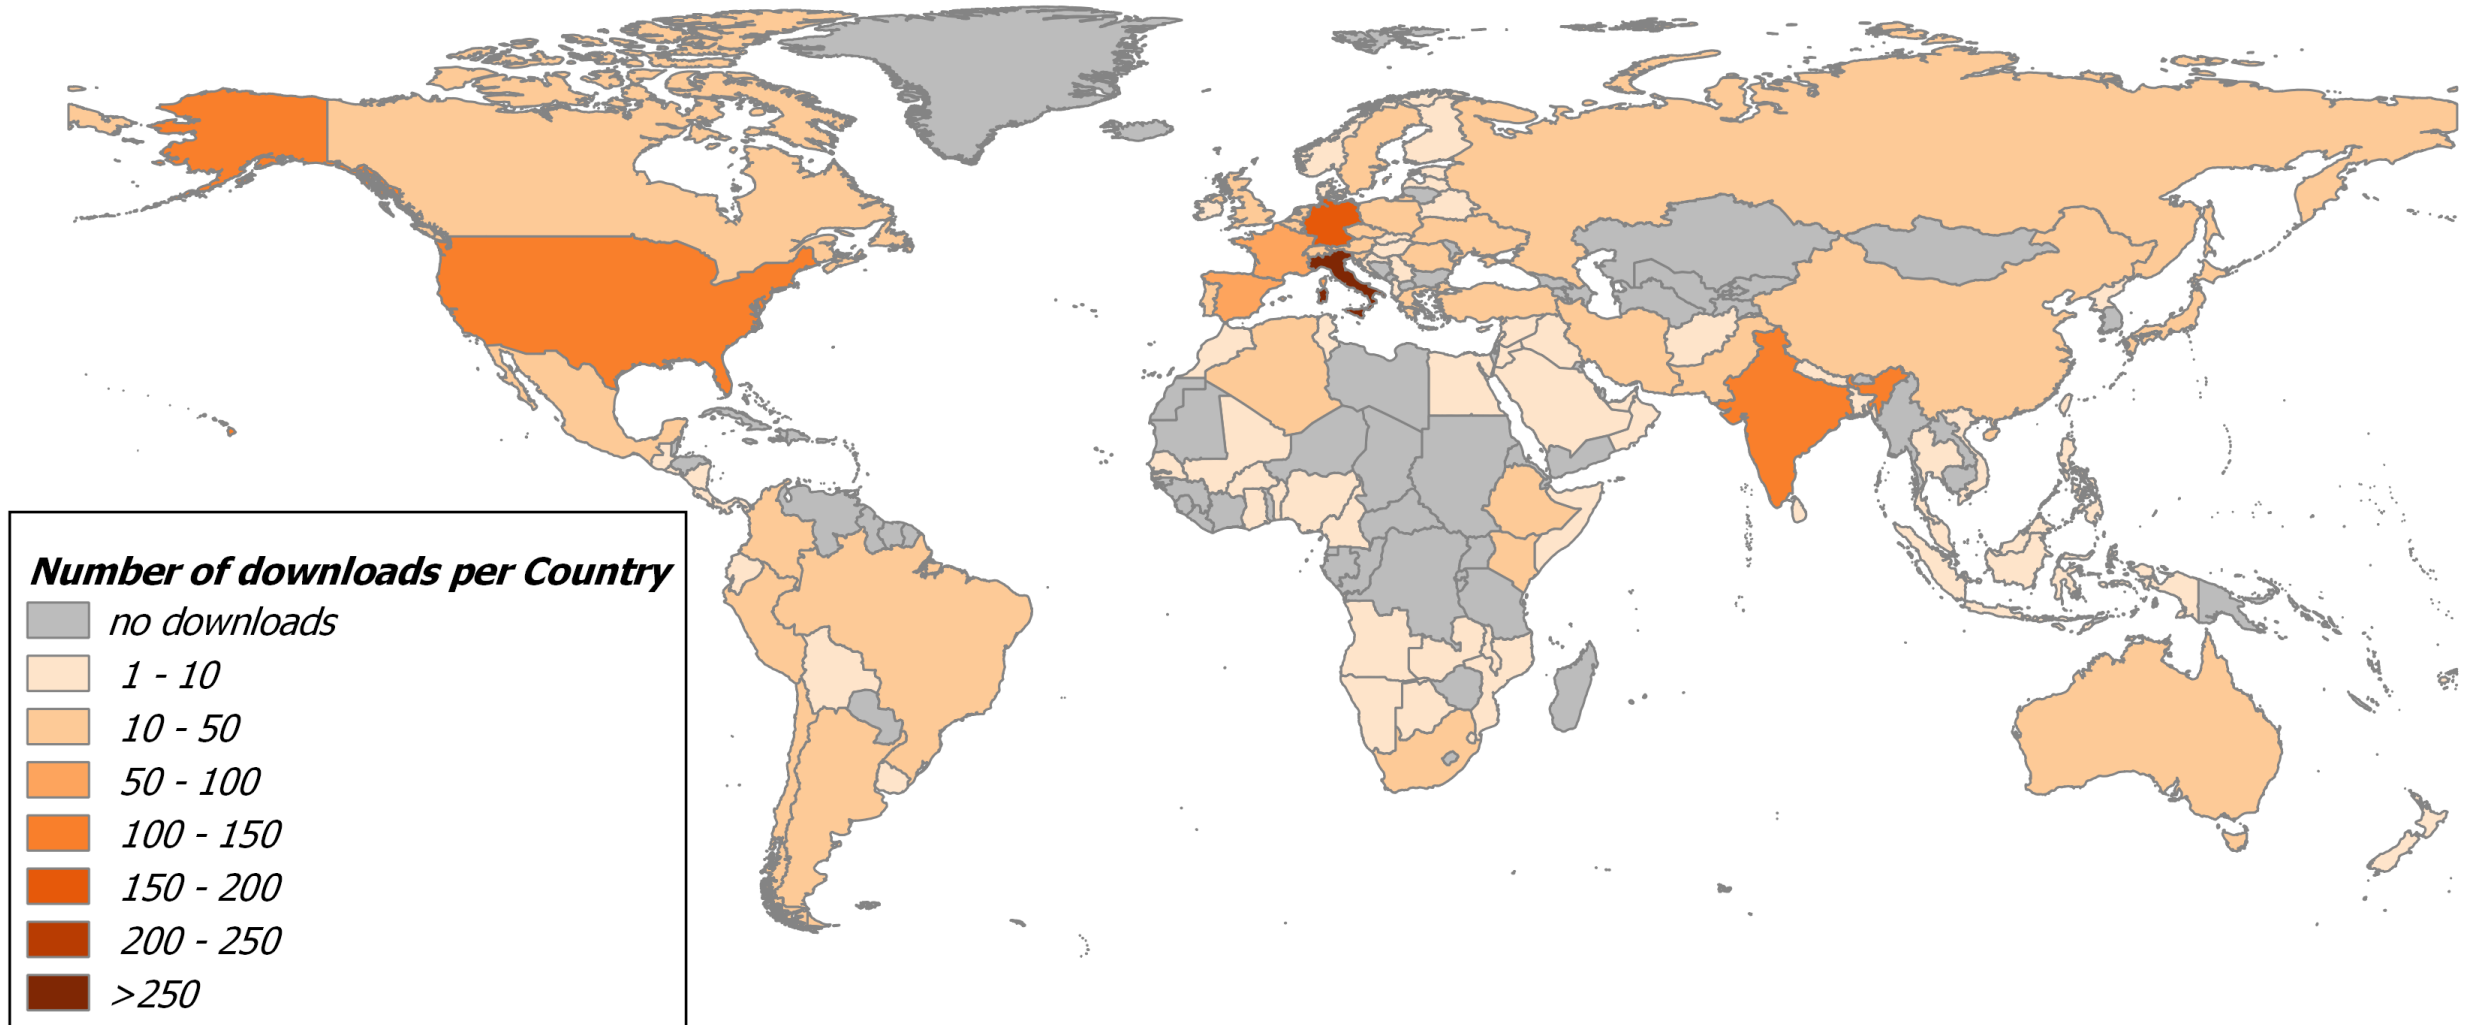 Number of downloads per Country
no downloads
1 - 10
10 - 50
50 - 100
100 - 150
150 - 200
200 - 250
>250